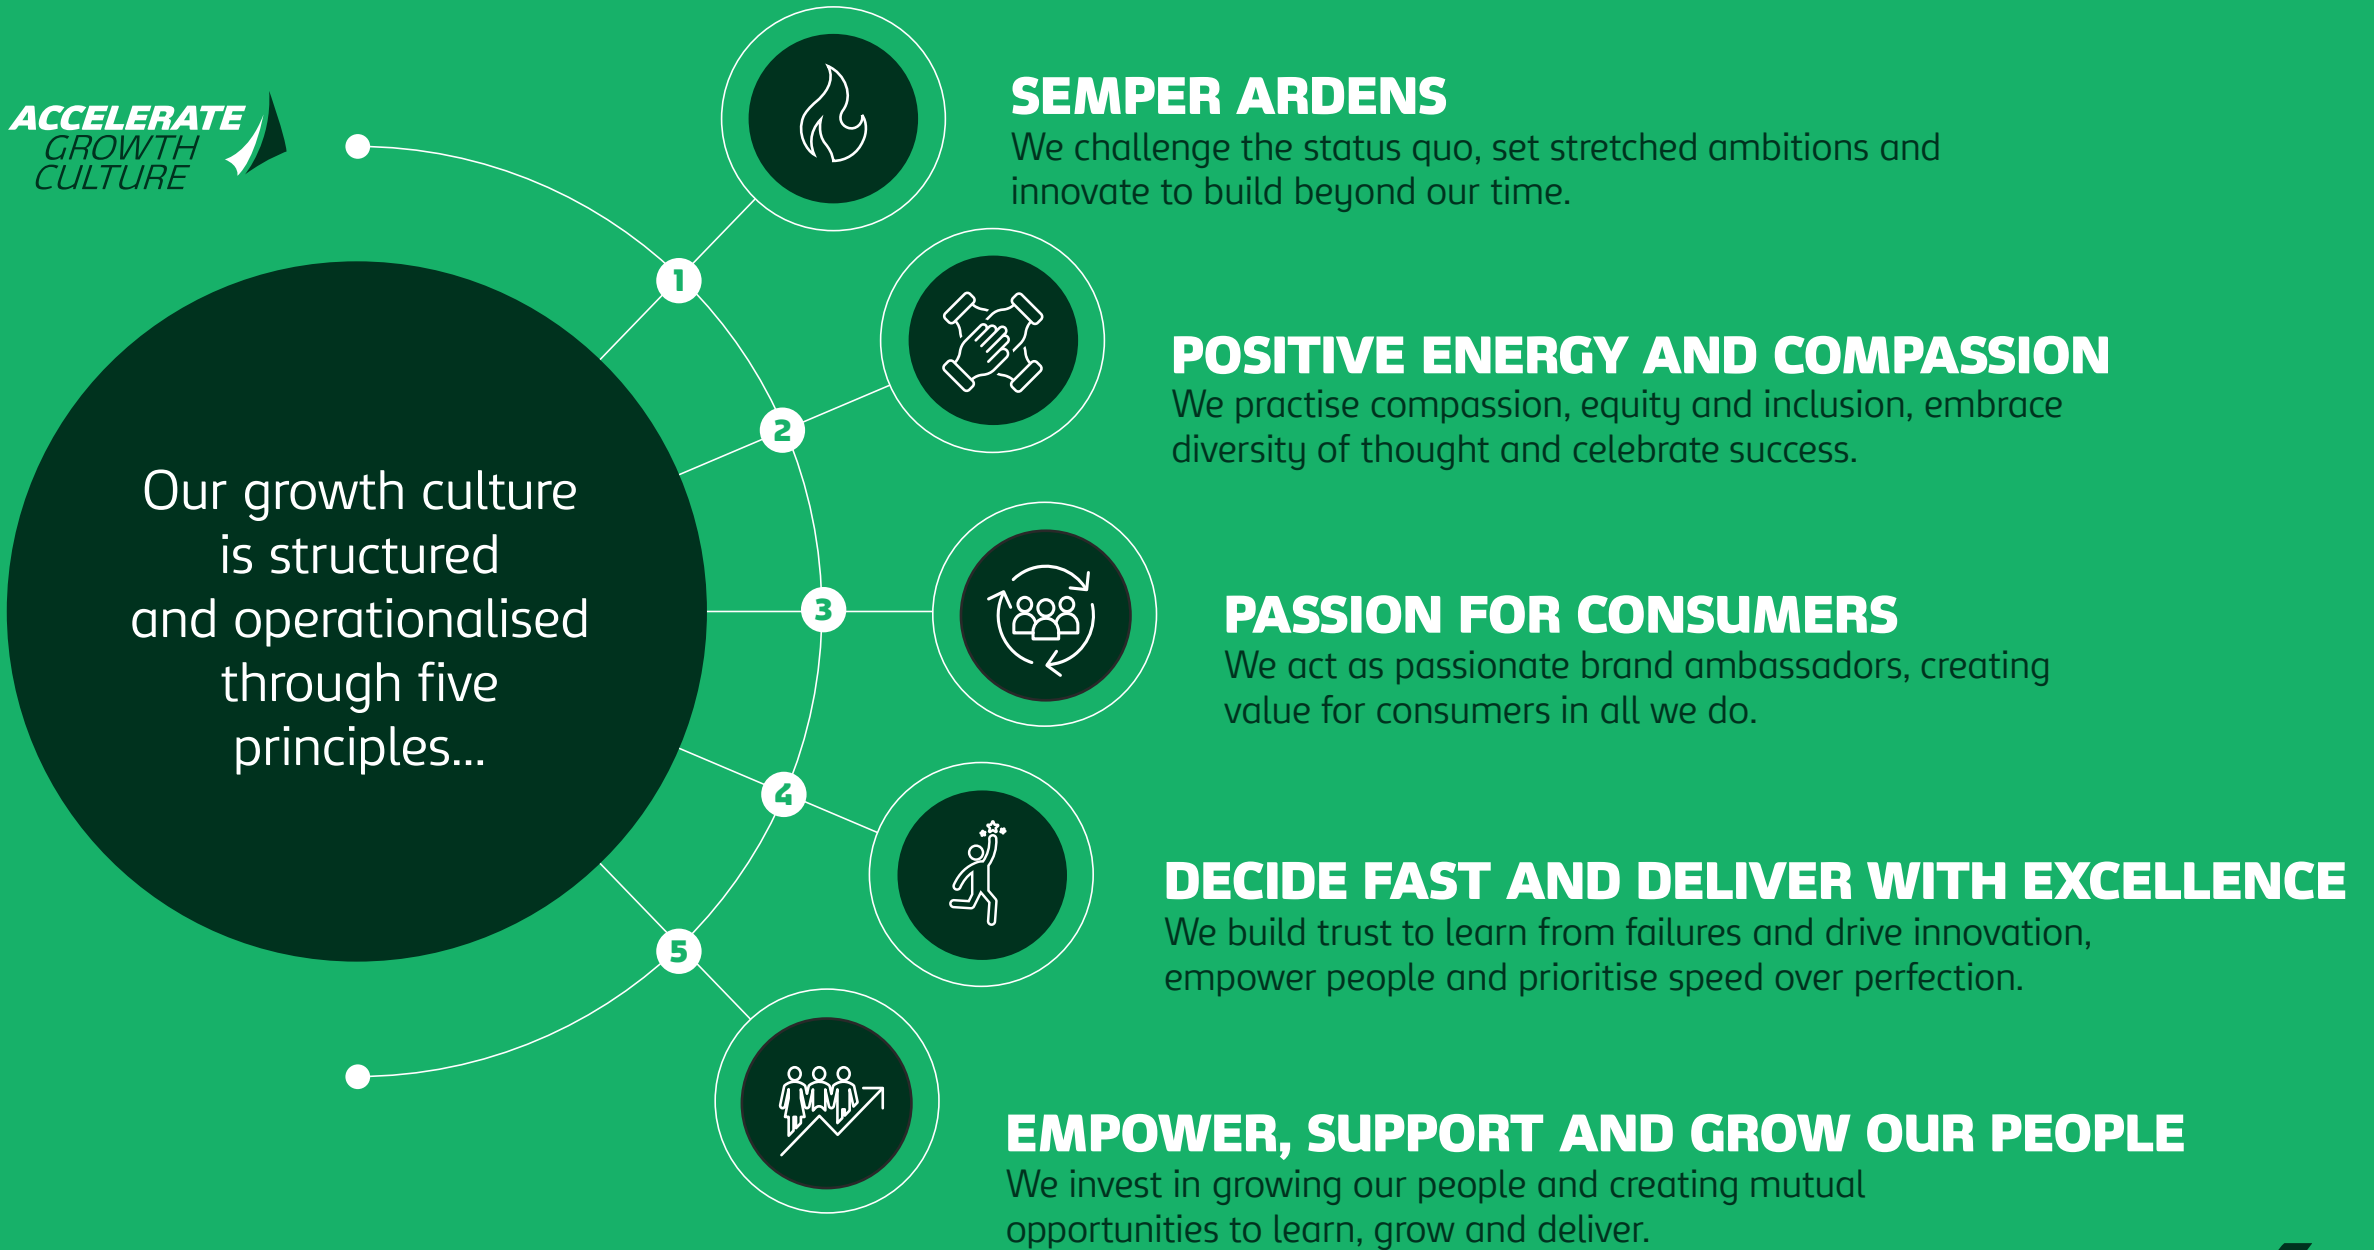 ACCELERATE
GROWTH
CULTURE
Our growth culture
is structured
and operationalised
through five
principles...
1
SEMPER ARDENS
We challenge the status quo, set stretched ambitions and
innovate to build beyond our time.
2
POSITIVE ENERGY AND COMPASSION
We practise compassion, equity and inclusion, embrace
diversity of thought and celebrate success.
3
PASSION FOR CONSUMERS
We act as passionate brand ambassadors, creating
value for consumers in all we do.
4
DECIDE FAST AND DELIVER WITH EXCELLENCE
We build trust to learn from failures and drive innovation,
empower people and prioritise speed over perfection.
5
EMPOWER, SUPPORT AND GROW OUR PEOPLE
We invest in growing our people and creating mutual
opportunities to learn, grow and deliver.